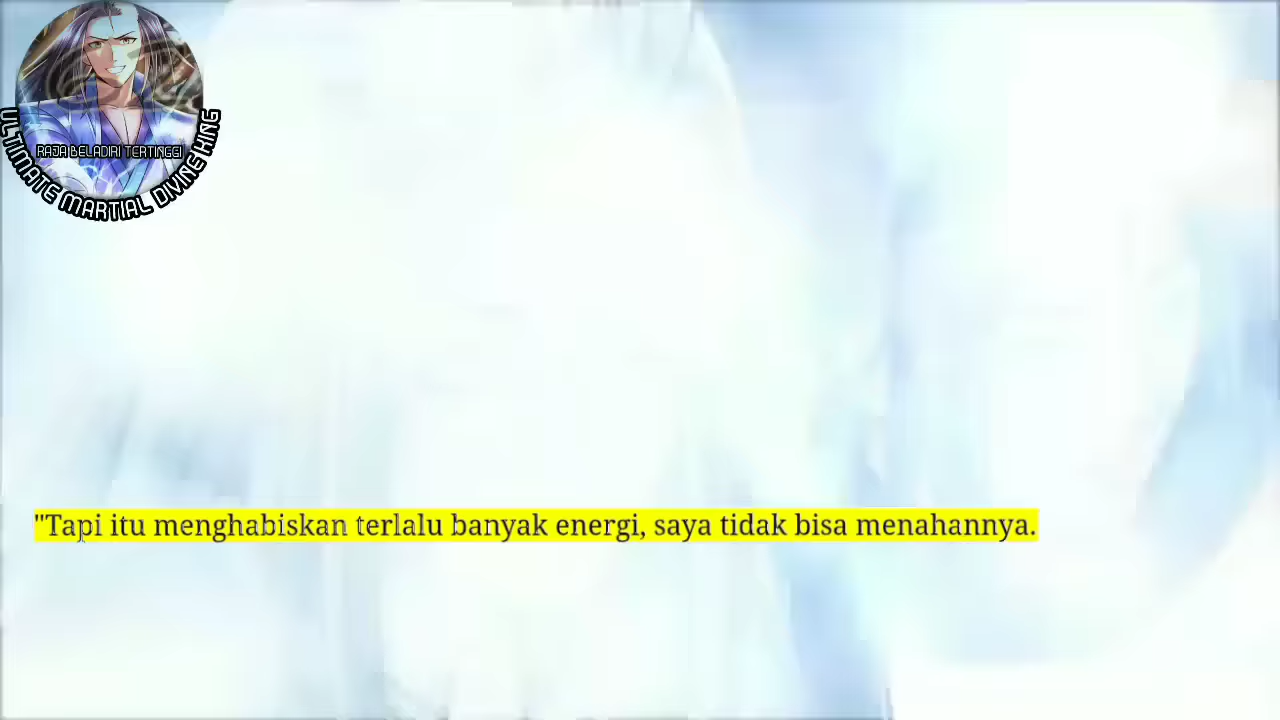 RAJA BELADIRI TERTINGGI
ULTIMATE MARTIAL DIVINE KING
"Tapi itu menghabiskan terlalu banyak energi, saya tidak bisa menahannya.